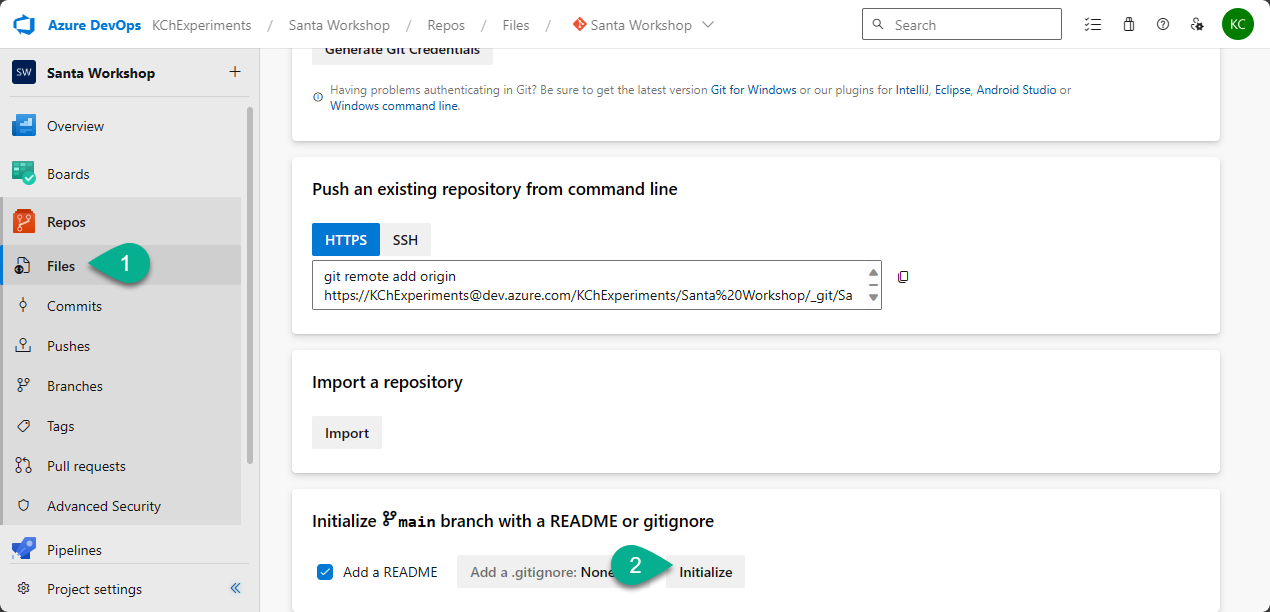 Azure DevOps KChExperiments / Santa Workshop / Repos / Files / Santa Workshop
Search
KC
SW Santa Workshop +
Overview
Boards
Repos
Files
1
Commits
Pushes
Branches
Tags
Pull requests
Advanced Security
Pipelines
Project settings
Generate Git Credentials
Having problems authenticating in Git? Be sure to get the latest version Git for Windows or our plugins for IntelliJ, Eclipse, Android Studio or
Windows command line.
Push an existing repository from command line
HTTPS SSH
git remote add origin
https://KChExperiments@dev.azure.com/KChExperiments/Santa%20Workshop/_git/Sa
Import a repository
Import
Initialize main branch with a README or gitignore
Add a README
Add a .gitignore: None
2
Initialize